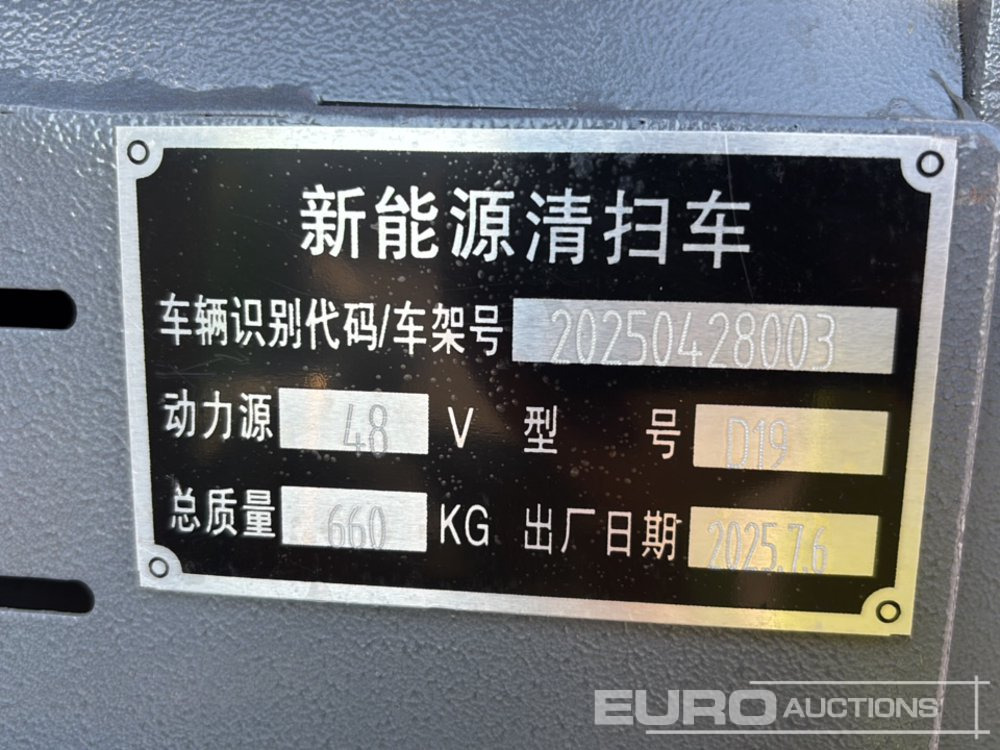 新能源清扫车
车辆识别代码/车架号 20250428003
动力源 48 V 型 号 D19
总质量 660 KG 出厂日期 2025.7.6
EURO AUCTIONS